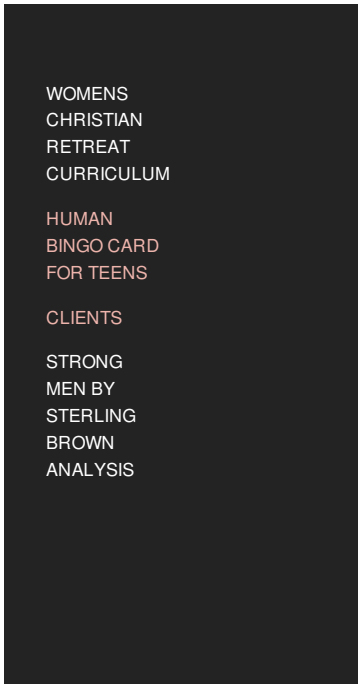 WOMENS
CHRISTIAN
RETREAT
CURRICULUM
HUMAN
BINGO CARD
FOR TEENS
CLIENTS
STRONG
MEN BY
STERLING
BROWN
ANALYSIS